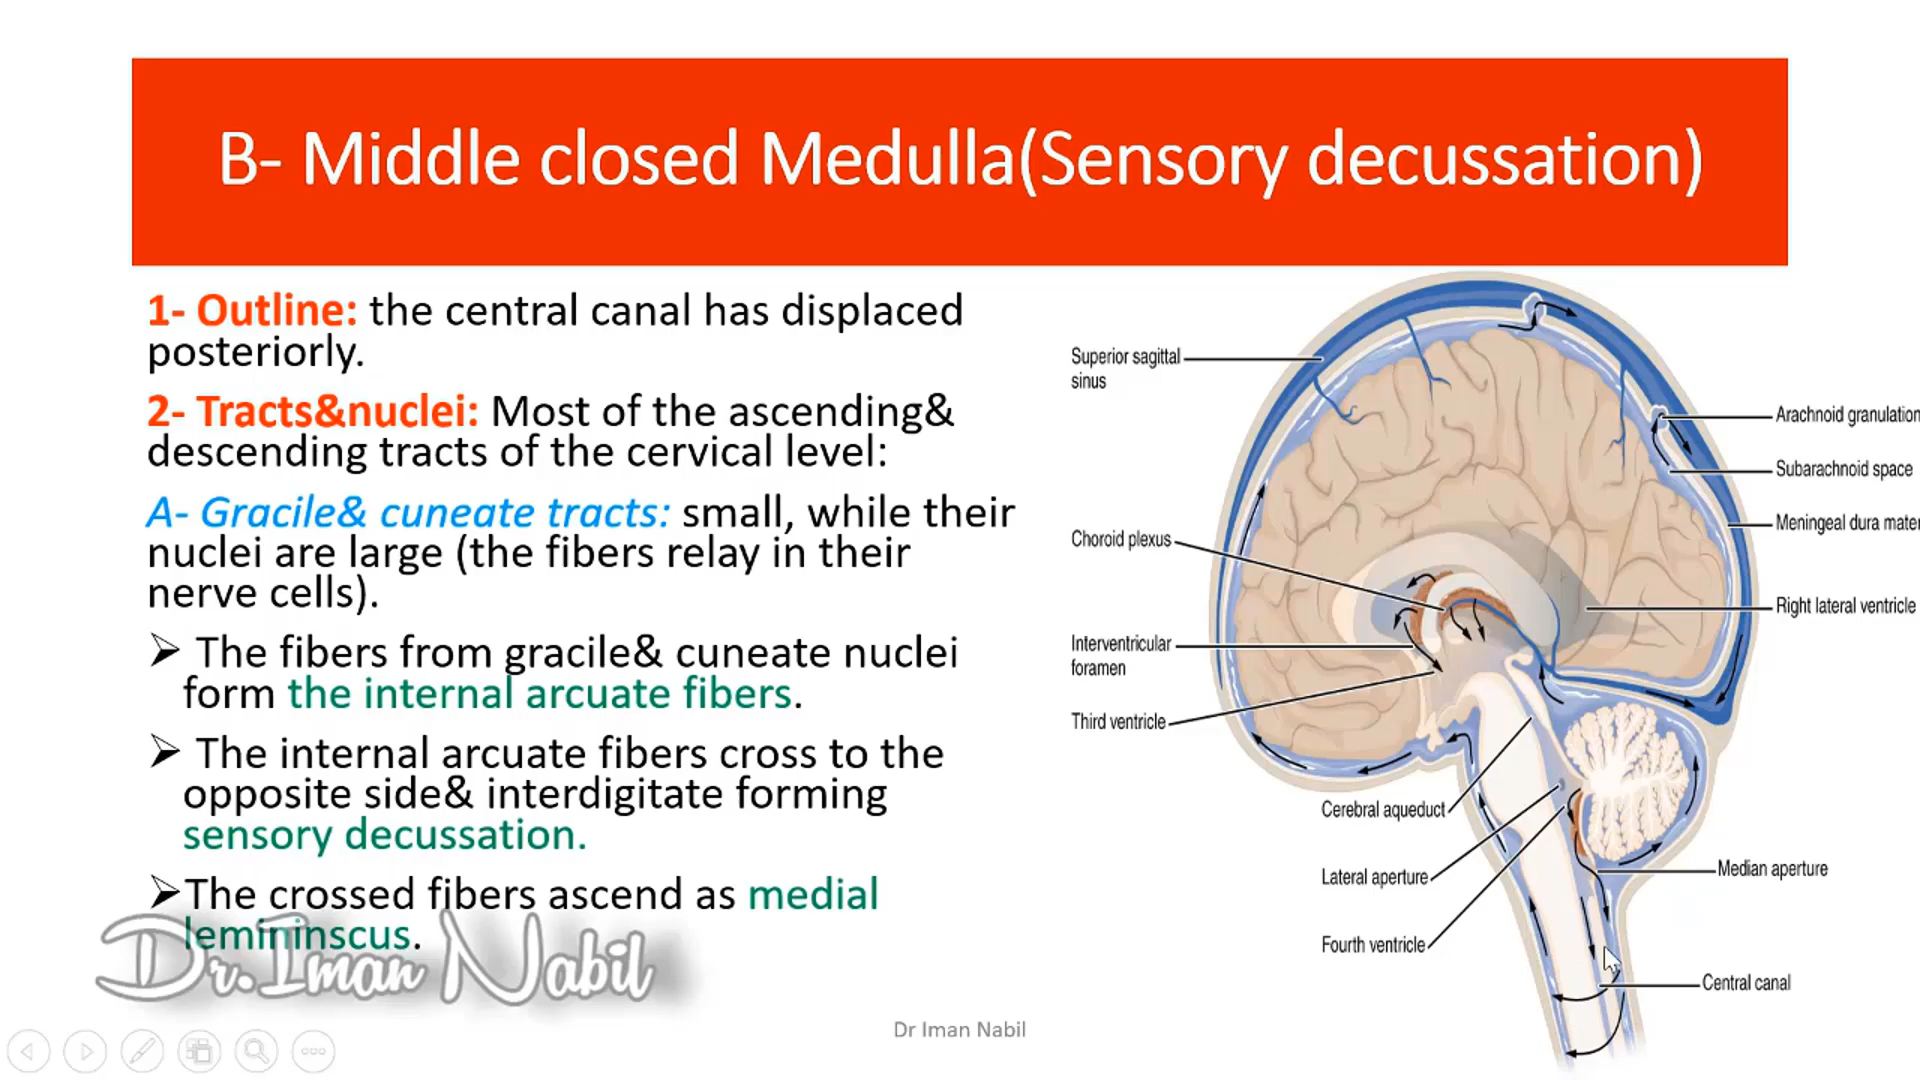 B- Middle closed Medulla(Sensory decussation)
1- Outline: the central canal has displaced
posteriorly.
2- Tracts&nuclei: Most of the ascending&
descending tracts of the cervical level:
A- Gracile& cuneate tracts: small, while their
nuclei are large (the fibers relay in their
nerve cells).
➢ The fibers from gracile& cuneate nuclei
form the internal arcuate fibers.
➢ The internal arcuate fibers cross to the
opposite side& interdigitate forming
sensory decussation.
➢The crossed fibers ascend as medial
lemininscus.
Dr.Iman Nabil
Superior sagittal
sinus
Choroid plexus
Interventricular
foramen
Third ventricle
Cerebral aqueduct
Lateral aperture
Fourth ventricle
Arachnoid granulation
Subarachnoid space
Meningeal dura mater
Right lateral ventricle
Median aperture
Central canal
Dr Iman Nabil